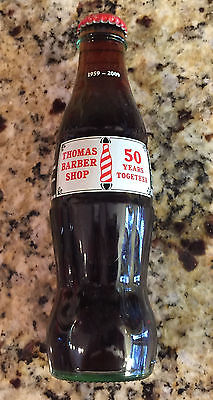 1959 - 2009
THOMAS
BARBER
SHOP
50
YEARS
TOGETHER